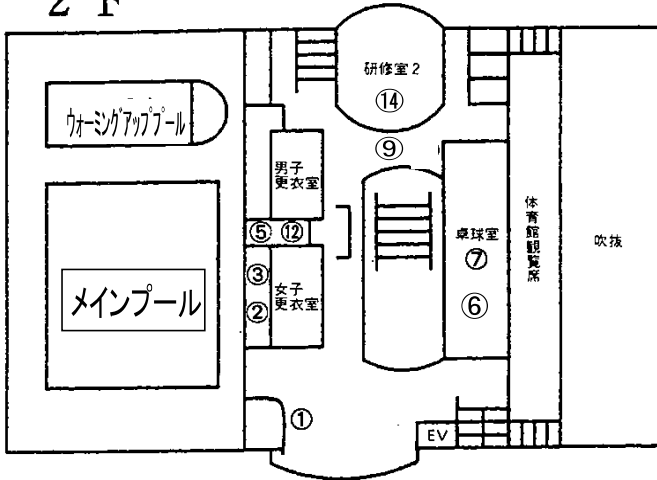 2F
研修室2
⑭
ウォーミングアッププール
⑨
男子
更衣室
体育館観覧席
⑤ ⑫
卓球室
吹抜
⑦
③
女子
更衣室
メインプール
②
⑥
①
EV